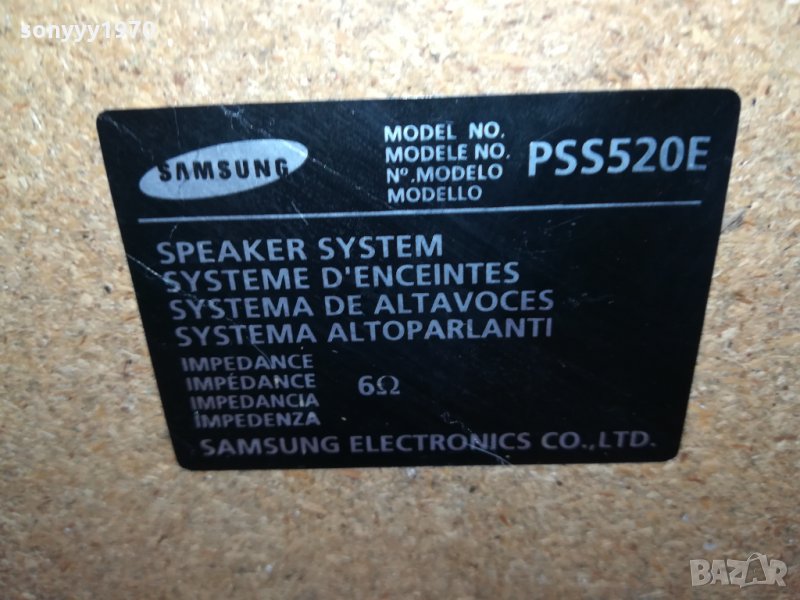 sonyyy1970
SAMSUNG
MODEL NO.
MODELE NO.
Nº.MODELO
MODELLO
PSS520E
SPEAKER SYSTEM
SYSTEME D'ENCEINTES
SYSTEMA DE ALTAVOCES
SYSTEMA ALTOPARLANTI
IMPEDANCE
IMPÉDANCE
IMPEDANCIA
IMPEDENZA
6Ω
SAMSUNG ELECTRONICS CO.,LTD.
BAZAR